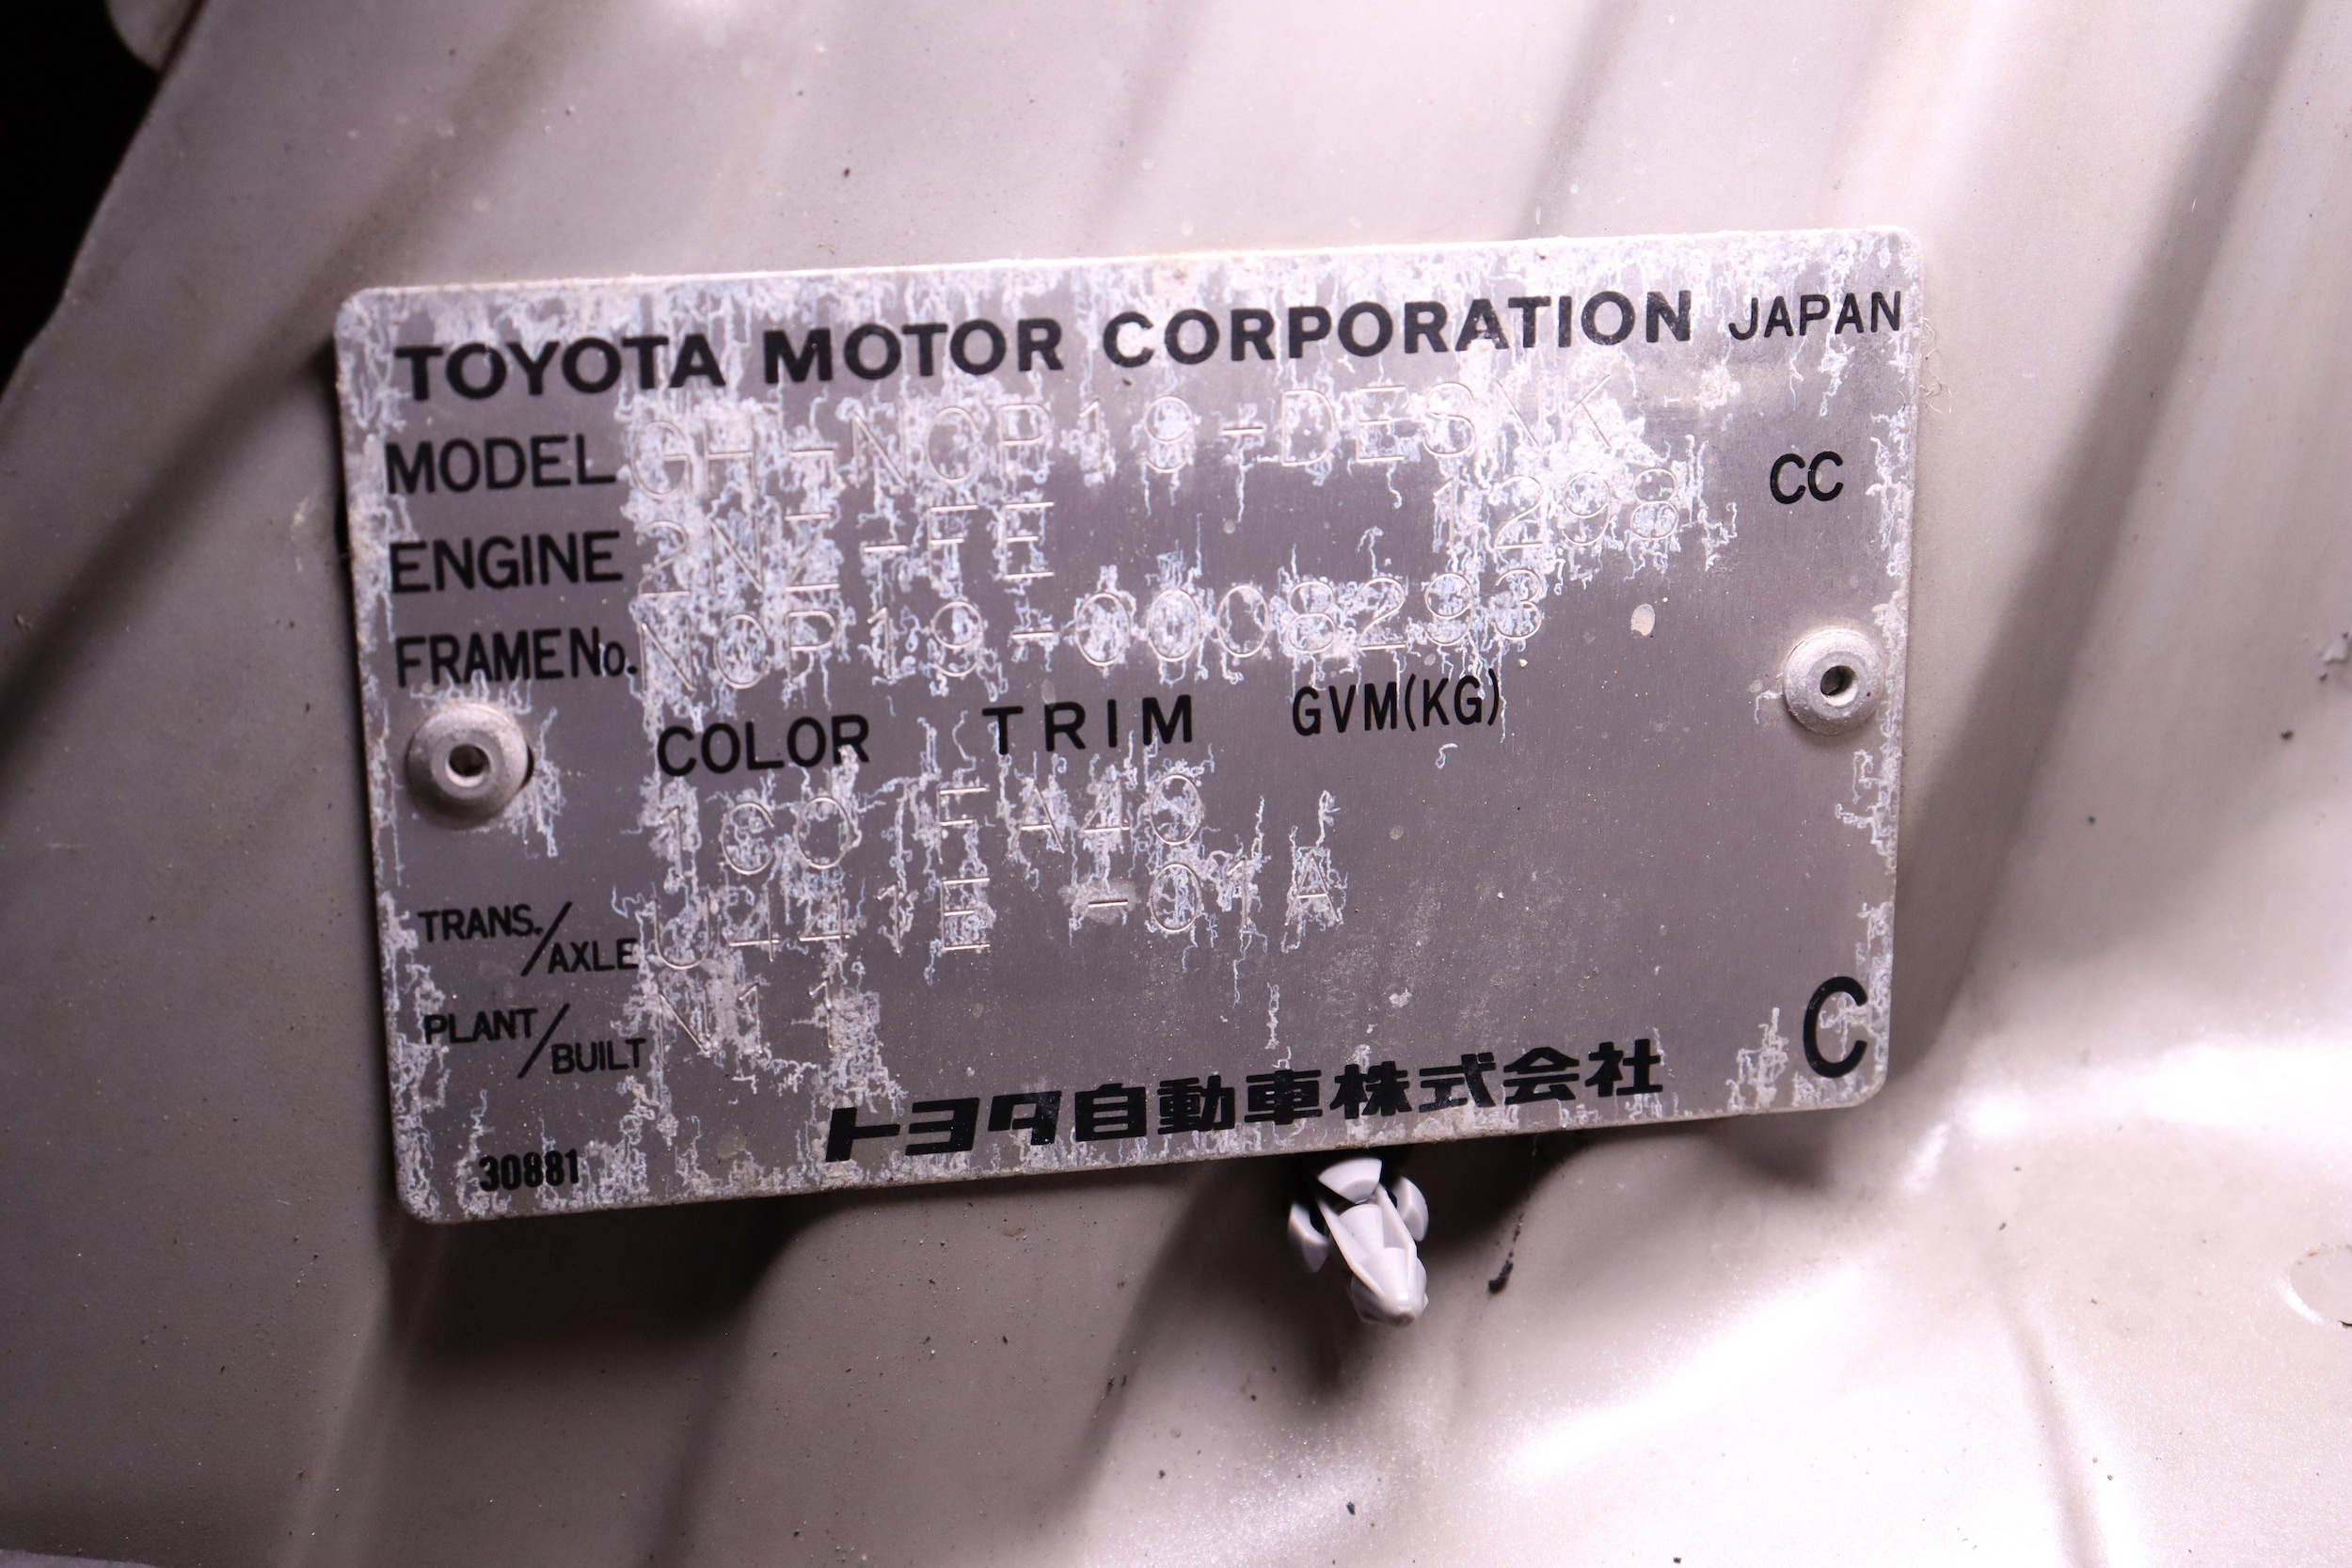 TOYOTA MOTOR CORPORATION JAPAN
MODEL GH-NCP19-DESNK
ENGINE 2NZ-FE 1298 CC
FRAME No. NCP19-0008293
COLOR TRIM GVM(KG)
1C0 FA40
TRANS./AXLE U441E -01A
PLANT/BUILT N11
C
トヨタ自動車株式会社
30881